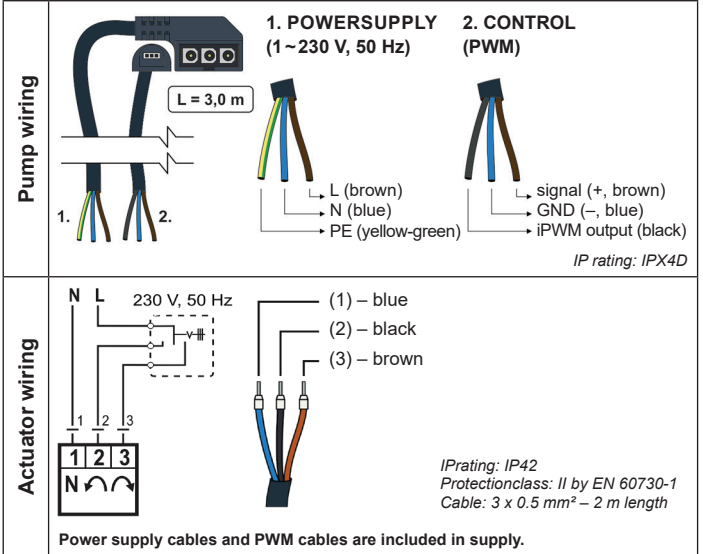 Pump wiring
1. POWERSUPPLY
(1 ~ 230 V, 50 Hz)
2. CONTROL
(PWM)
L = 3,0 m
1.
2.
L (brown)
N (blue)
PE (yellow-green)
signal (+, brown)
GND (–, blue)
iPWM output (black)
IP rating: IPX4D
Actuator wiring
N L
230 V, 50 Hz
1 2 3
1 2 3
N
(1) – blue
(2) – black
(3) – brown
IPrating: IP42
Protectionclass: II by EN 60730-1
Cable: 3 x 0.5 mm² – 2 m length
Power supply cables and PWM cables are included in supply.